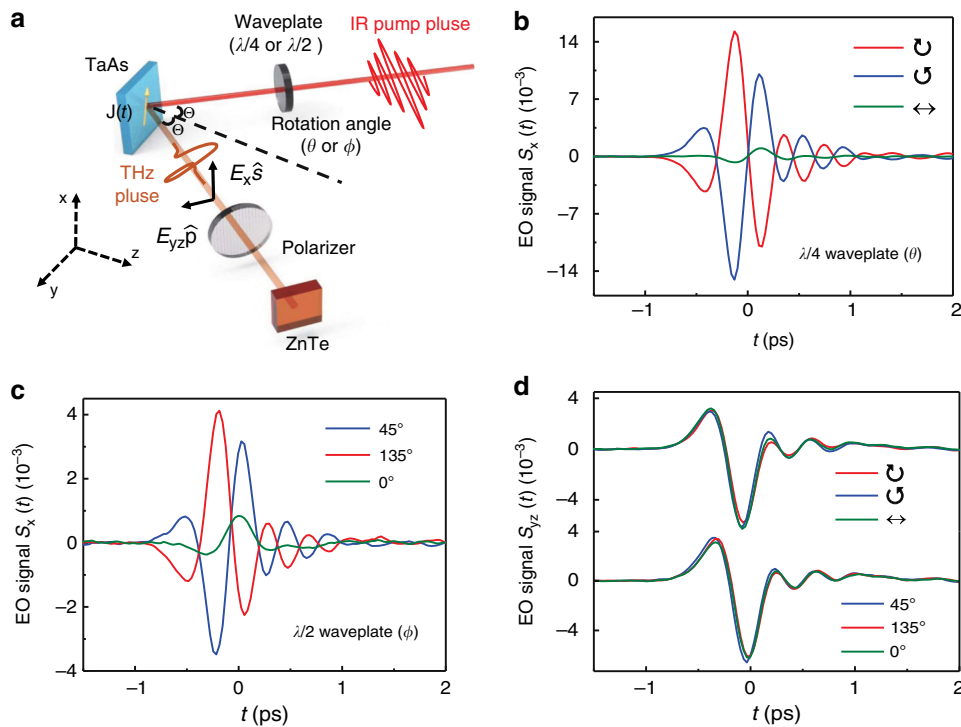 a
Waveplate
(λ/4 or λ/2 )
IR pump pluse
TaAs
J(t)
Θ
Θ
Rotation angle
(θ or ϕ)
THz
pluse
Eₓŝ
E_yz p̂
Polarizer
x
z
y
ZnTe
b
EO signal Sₓ (t) (10⁻³)
14
7
0
−7
−14
↻
↺
↔
λ/4 waveplate (θ)
−1 0 1 2
t (ps)
c
EO signal Sₓ (t) (10⁻³)
4
2
0
−2
−4
45°
135°
0°
λ/2 waveplate (ϕ)
−1 0 1 2
t (ps)
d
EO signal S_yz (t) (10⁻³)
4
0
−4
4
0
−4
↻
↺
↔
45°
135°
0°
−1 0 1 2
t (ps)